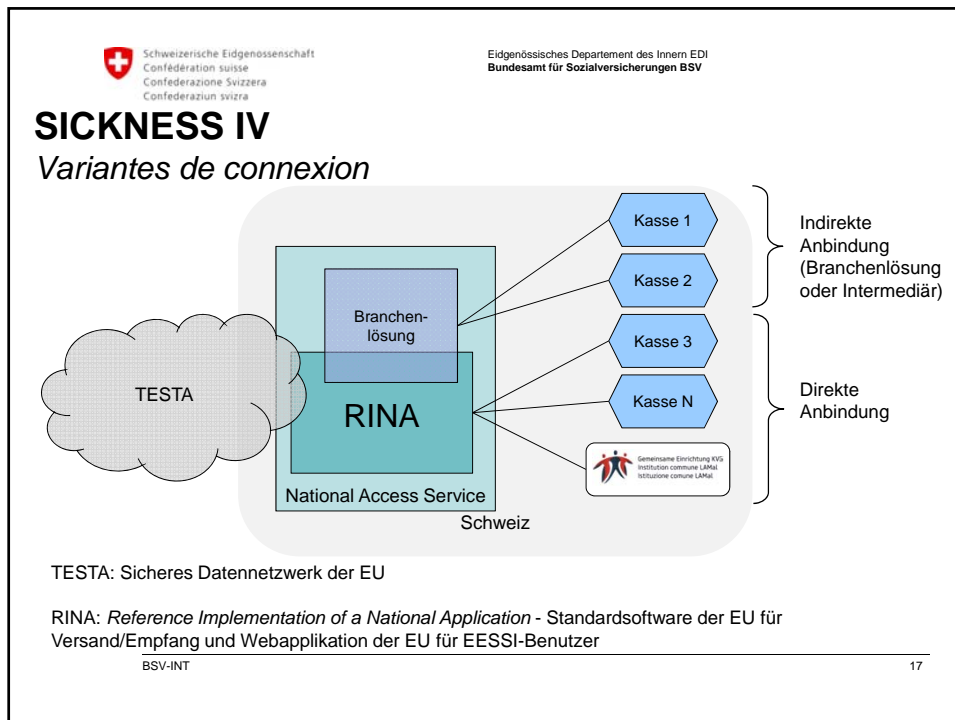 Schweizerische Eidgenossenschaft
Confédération suisse
Confederazione Svizzera
Confederaziun svizra
Eidgenössisches Departement des Innern EDI
Bundesamt für Sozialversicherungen BSV
SICKNESS IV
Variantes de connexion
Kasse 1
Kasse 2
Indirekte
Anbindung
(Branchenlösung
oder Intermediär)
Branchen-
lösung
Kasse 3
TESTA
RINA
Kasse N
Direkte
Anbindung
Gemeinsame Einrichtung KVG
Institution commune LAMal
Istituzione comune LAMal
National Access Service
Schweiz
TESTA: Sicheres Datennetzwerk der EU
RINA: Reference Implementation of a National Application - Standardsoftware der EU für
Versand/Empfang und Webapplikation der EU für EESSI-Benutzer
BSV-INT
17